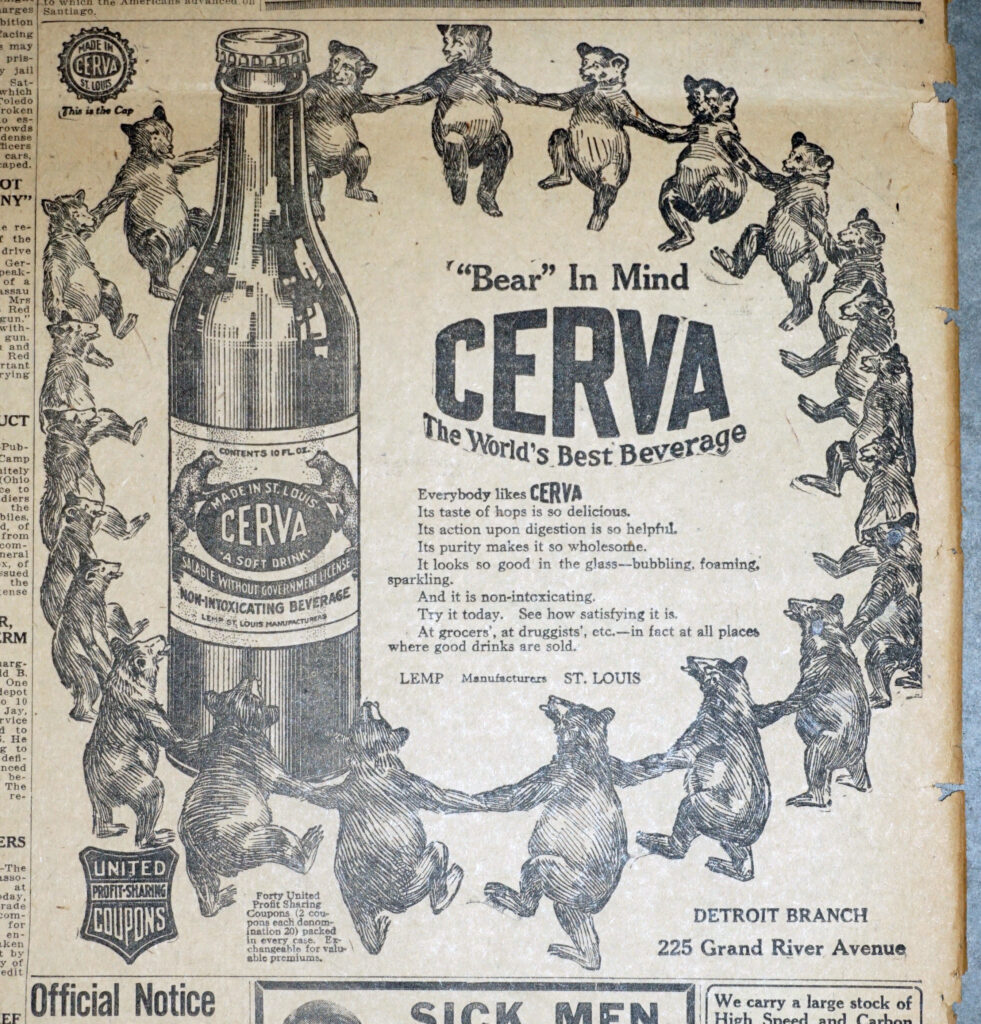 to which the Americans advanced on
Santiago.
MADE IN
CERVA
ST. LOUIS
This is the Cap
"Bear" In Mind
CERVA
The World's Best Beverage
Everybody likes CERVA
Its taste of hops is so delicious.
Its action upon digestion is so helpful.
Its purity makes it so wholesome.
It looks so good in the glass—bubbling, foaming,
sparkling.
And it is non-intoxicating.
Try it today. See how satisfying it is.
At grocers', at druggists', etc.—in fact at all places
where good drinks are sold.
LEMP Manufacturers ST. LOUIS
CONTENTS 10 FL. OZ.
MADE IN ST. LOUIS
CERVA
A SOFT DRINK.
SALABLE WITHOUT GOVERNMENT LICENSE
NON-INTOXICATING BEVERAGE
LEMP ST. LOUIS MANUFACTURERS
UNITED
PROFIT-SHARING
COUPONS
Forty United
Profit Sharing
Coupons (2 cou-
pons each denom-
ination 20) packed
in every case. Ex-
changeable for valu-
able premiums.
DETROIT BRANCH
225 Grand River Avenue
Official Notice
SICK MEN
We carry a large stock of
High Speed and Carbon